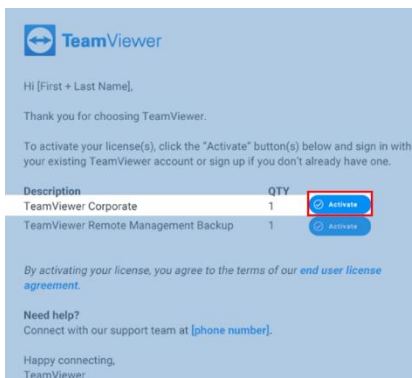 TeamViewer
Hi [First + Last Name],
Thank you for choosing TeamViewer.
To activate your license(s), click the "Activate" button(s) below and sign in with
your existing TeamViewer account or sign up if you don't already have one.
Description QTY
TeamViewer Corporate 1 Activate
TeamViewer Remote Management Backup 1 Activate
By activating your license, you agree to the terms of our end user license
agreement.
Need help?
Connect with our support team at [phone number].
Happy connecting,
TeamViewer